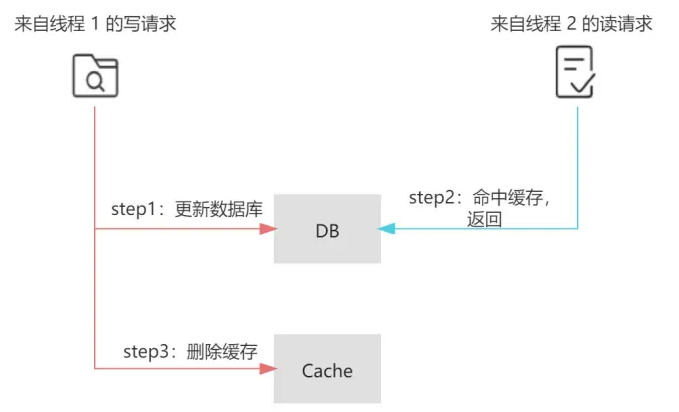 来自线程 1 的写请求
来自线程 2 的读请求
step1：更新数据库
step2：命中缓存，
返回
DB
step3：删除缓存
Cache